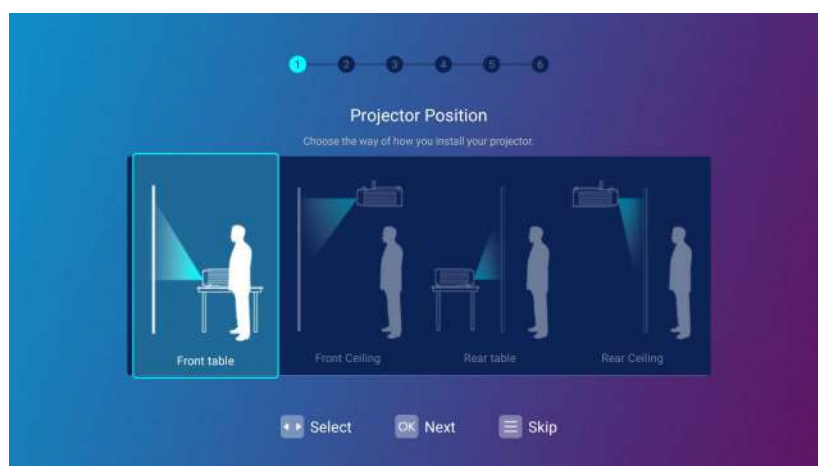 1 2 3 4 5 6
Projector Position
Choose the way of how you install your projector.
Front table Front Ceiling Rear table Rear Ceiling
Select OK Next Skip